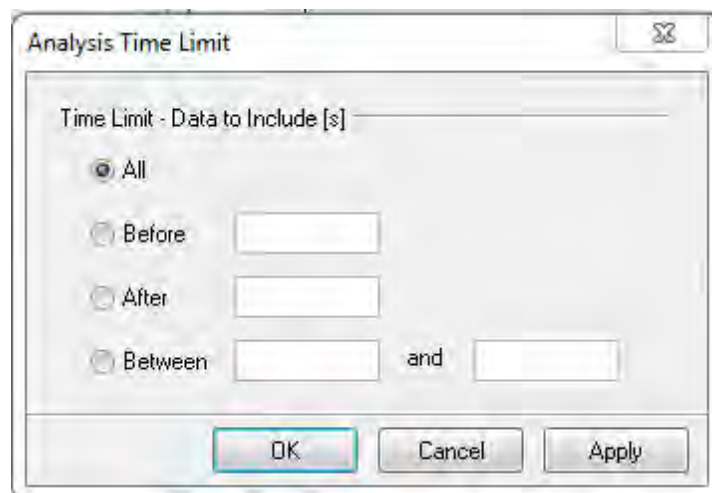 Analysis Time Limit
Time Limit - Data to Include [s]
All
Before
After
Between and
OK Cancel Apply